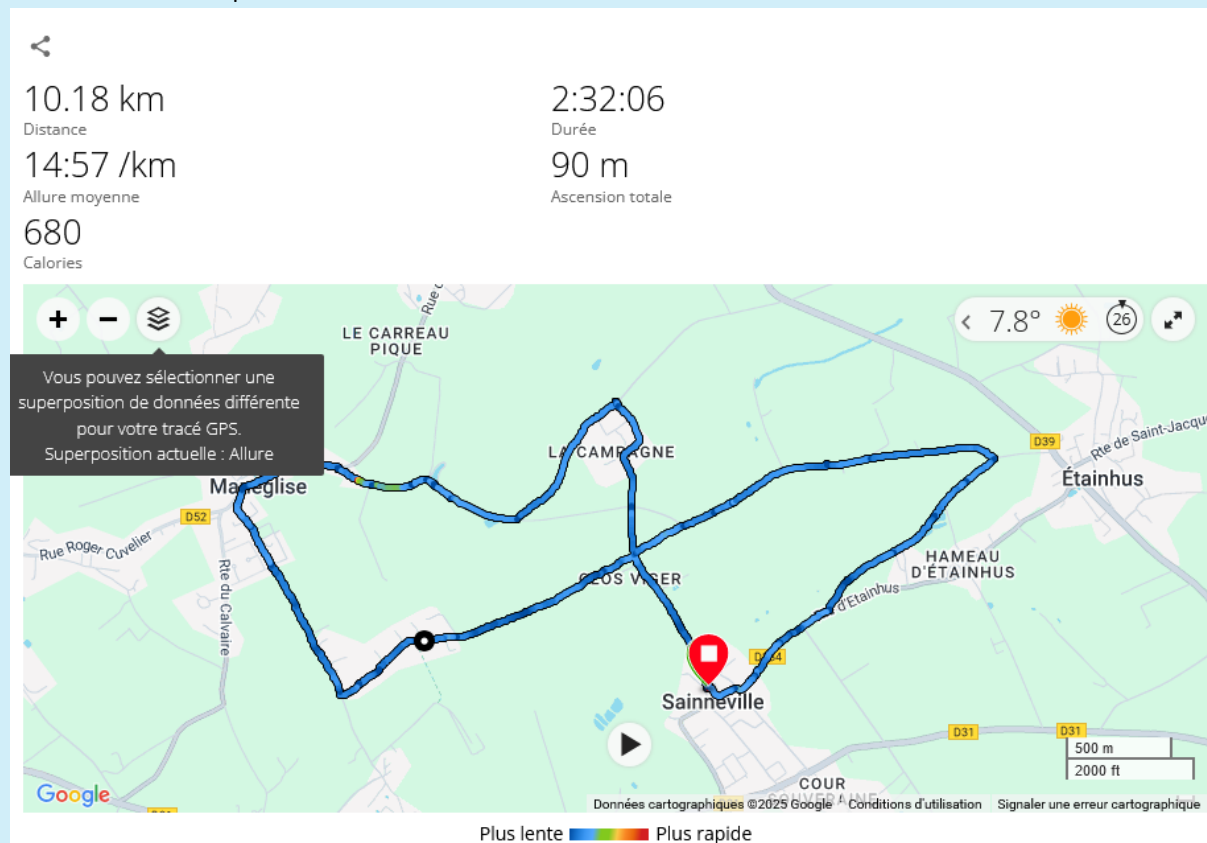 10.18 km
Distance
2:32:06
Durée
14:57 /km
Allure moyenne
90 m
Ascension totale
680
Calories
+
−
7.8°
26
Vous pouvez sélectionner une
superposition de données différente
pour votre tracé GPS.
Superposition actuelle : Allure
LE CARREAU
PIQUE
LA CAMPAGNE
D39
Rte de Saint-Jacque
Étainhus
D52
Rue Roger Cuvelier
Rte du Calvaire
HAMEAU
D'ÉTAINHUS
CLOS VIGER
d'Etainhus
Sainneville
D31
D31
500 m
2000 ft
COUR
SOUVERAINE
Google
Données cartographiques ©2025 Google
Conditions d'utilisation
Signaler une erreur cartographique
Plus lente
Plus rapide